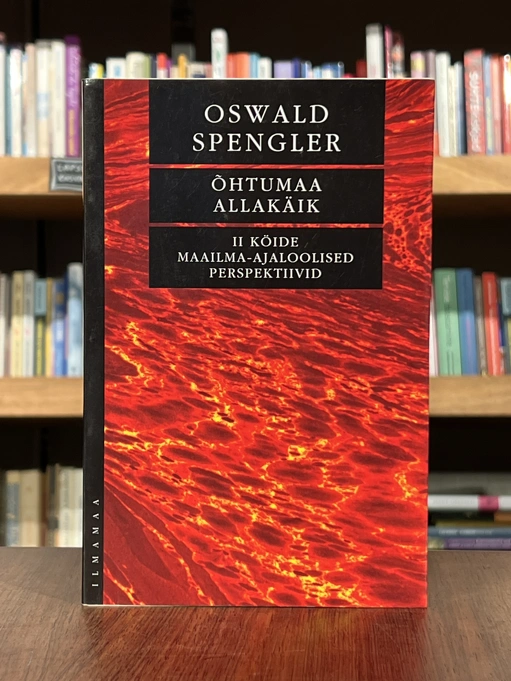 OSWALD
SPENGLER
ÕHTUMAA
ALLAKÄIK
II KÖIDE
MAAILMA-AJALOOLISED
PERSPEKTIIVID
ILMAMAA